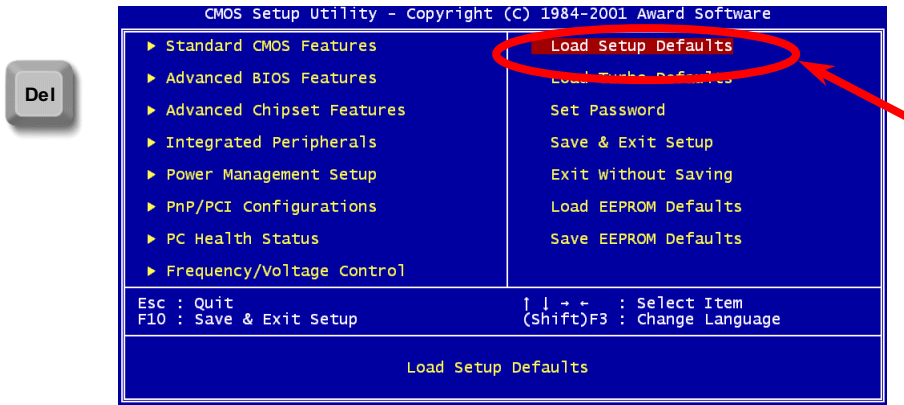 CMOS Setup Utility - Copyright (C) 1984-2001 Award Software
Del
▶ Standard CMOS Features
▶ Advanced BIOS Features
▶ Advanced Chipset Features
▶ Integrated Peripherals
▶ Power Management Setup
▶ PnP/PCI Configurations
▶ PC Health Status
▶ Frequency/Voltage Control
Load Setup Defaults
Load Turbo Defaults
Set Password
Save & Exit Setup
Exit Without Saving
Load EEPROM Defaults
Save EEPROM Defaults
Esc : Quit
F10 : Save & Exit Setup
↑ ↓ → ← : Select Item
(Shift)F3 : Change Language
Load Setup Defaults